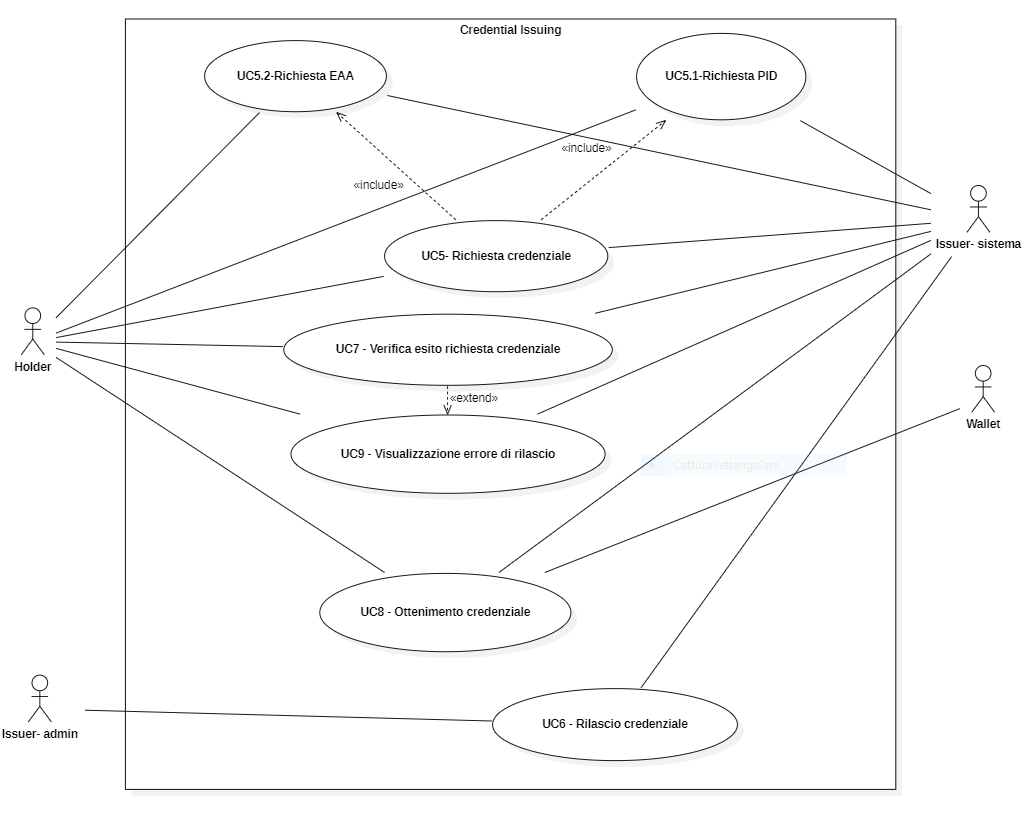 Credential Issuing
UC5.2-Richiesta EAA
UC5.1-Richiesta PID
«include»
«include»
Issuer- sistema
UC5- Richiesta credenziale
UC7 - Verifica esito richiesta credenziale
Holder
«extend»
Wallet
UC9 - Visualizzazione errore di rilascio
Cattura rettangolare
UC8 - Ottenimento credenziale
UC6 - Rilascio credenziale
Issuer- admin